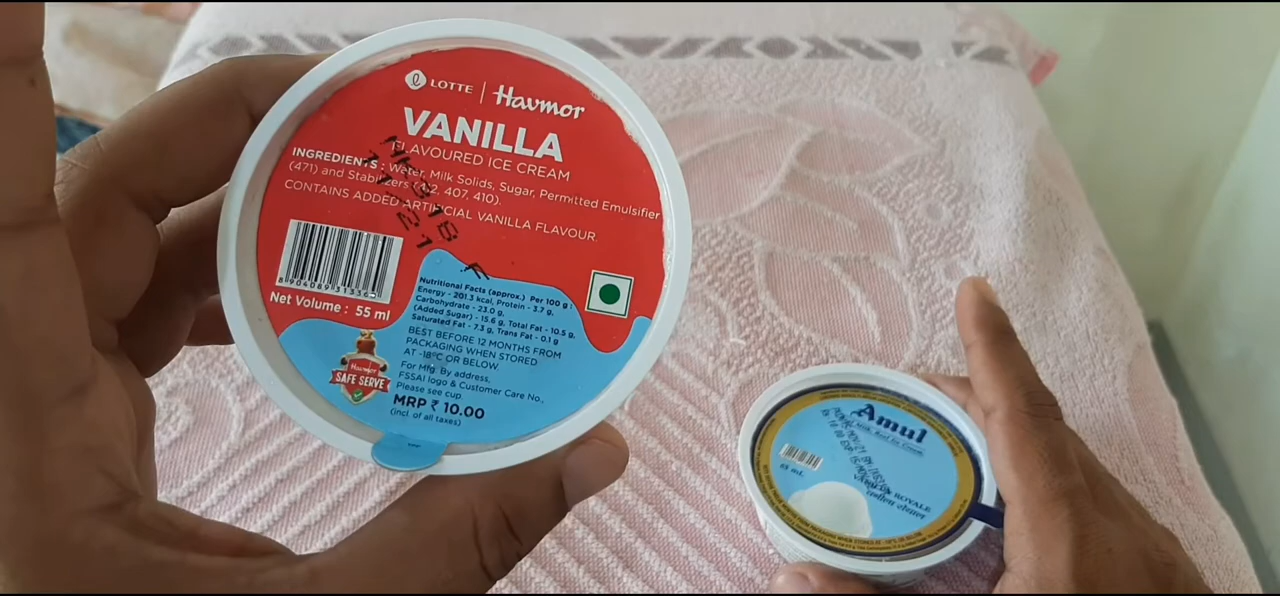 LOTTE | Havmor
VANILLA
FLAVOURED ICE CREAM
INGREDIENTS : Water, Milk Solids, Sugar, Permitted Emulsifier
(471) and Stabilizers (412, 407, 410).
CONTAINS ADDED ARTIFICIAL VANILLA FLAVOUR.
Net Volume : 55 ml
Nutritional Facts (approx.) Per 100 g :
Energy - 201.3 kcal, Protein - 3.7 g,
Carbohydrate - 23.0 g,
(Added Sugar) - 15.6 g, Total Fat - 10.5 g,
Saturated Fat - 7.3 g, Trans Fat - 0.1 g
BEST BEFORE 12 MONTHS FROM
PACKAGING WHEN STORED
AT -18°C OR BELOW
For Mfg. By address,
FSSAI logo & Customer Care No.,
Please see cup
MRP ₹ 10.00
(incl. of all taxes)
Havmor
SAFE SERVE
Amul
Real Ice Cream
ROYALE